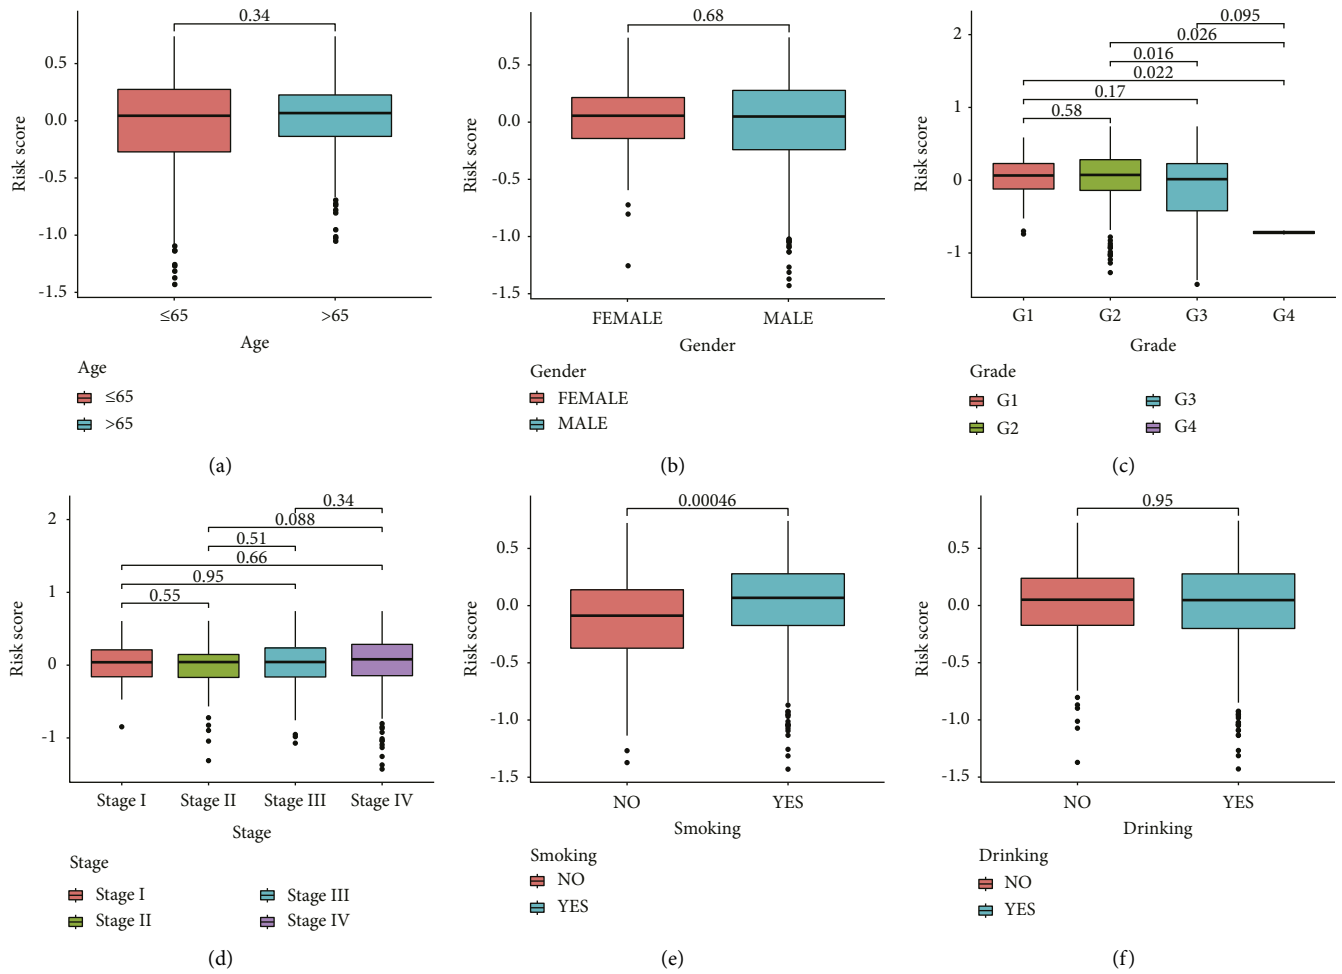 0.34
Risk score
0.5
0.0
-0.5
-1.0
-1.5
≤65
>65
Age
Age
≤65
>65
(a)
0.68
Risk score
0.5
0.0
-0.5
-1.0
-1.5
FEMALE
MALE
Gender
Gender
FEMALE
MALE
(b)
0.095
0.026
0.016
0.022
0.17
0.58
Risk score
2
1
0
-1
G1
G2
G3
G4
Grade
Grade
G1
G2
G3
G4
(c)
0.34
0.088
0.51
0.66
0.95
0.55
Risk score
2
1
0
-1
Stage I
Stage II
Stage III
Stage IV
Stage
Stage
Stage I
Stage II
Stage III
Stage IV
(d)
0.00046
Risk score
0.5
0.0
-0.5
-1.0
-1.5
NO
YES
Smoking
Smoking
NO
YES
(e)
0.95
Risk score
0.5
0.0
-0.5
-1.0
-1.5
NO
YES
Drinking
Drinking
NO
YES
(f)